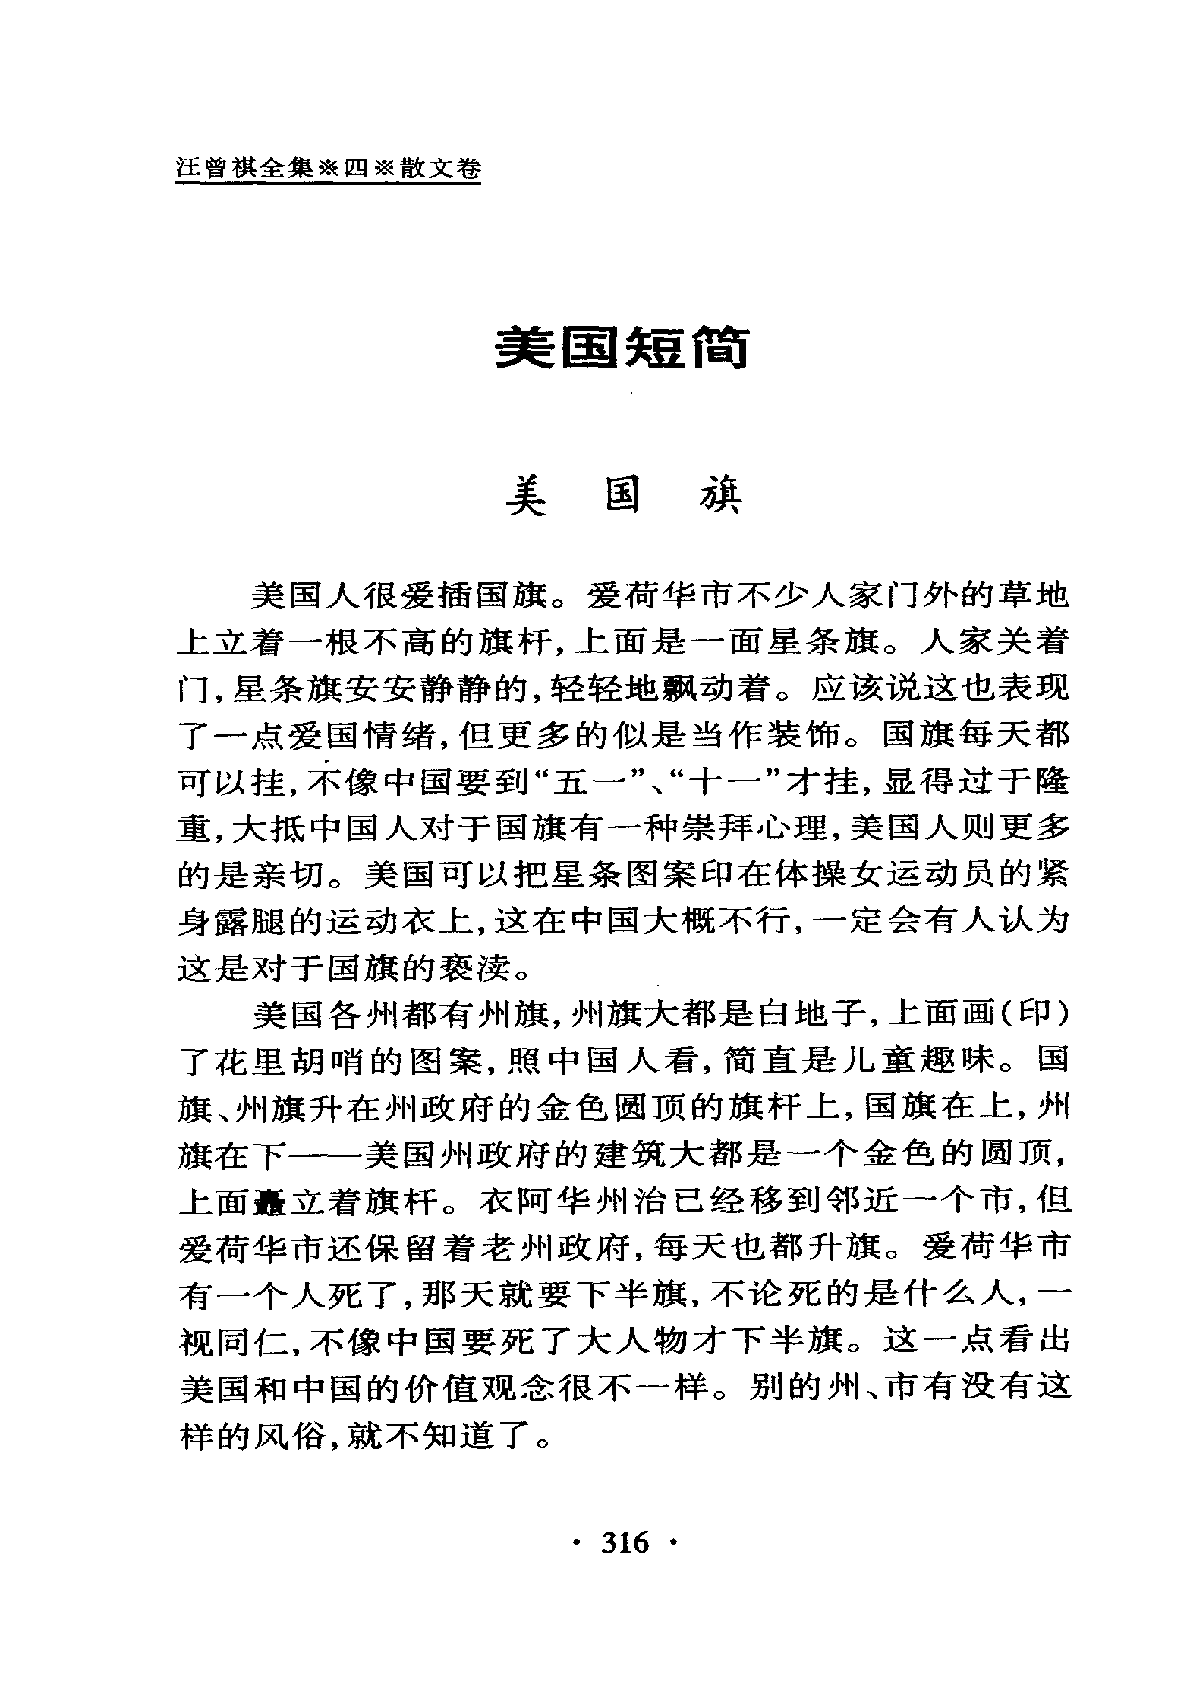 汪曾祺全集※四※散文卷
美国短简
美 国 旗
美国人很爱插国旗。爱荷华市不少人家门外的草地
上立着一根不高的旗杆,上面是一面星条旗。人家关着
门,星条旗安安静静的,轻轻地飘动着。应该说这也表现
了一点爱国情绪,但更多的似是当作装饰。国旗每天都
可以挂,不像中国要到“五一”、“十一”才挂,显得过于隆
重,大抵中国人对于国旗有一种崇拜心理,美国人则更多
的是亲切。美国可以把星条图案印在体操女运动员的紧
身露腿的运动衣上,这在中国大概不行,一定会有人认为
这是对于国旗的亵渎。
美国各州都有州旗,州旗大都是白地子,上面画(印)
了花里胡哨的图案,照中国人看,简直是儿童趣味。国
旗、州旗升在州政府的金色圆顶的旗杆上,国旗在上,州
旗在下——美国州政府的建筑大都是一个金色的圆顶,
上面矗立着旗杆。衣阿华州治已经移到邻近一个市,但
爱荷华市还保留着老州政府,每天也都升旗。爱荷华市
有一个人死了,那天就要下半旗,不论死的是什么人,一
视同仁,不像中国要死了大人物才下半旗。这一点看出
美国和中国的价值观念很不一样。别的州、市有没有这
样的风俗,就不知道了。
· 316 ·